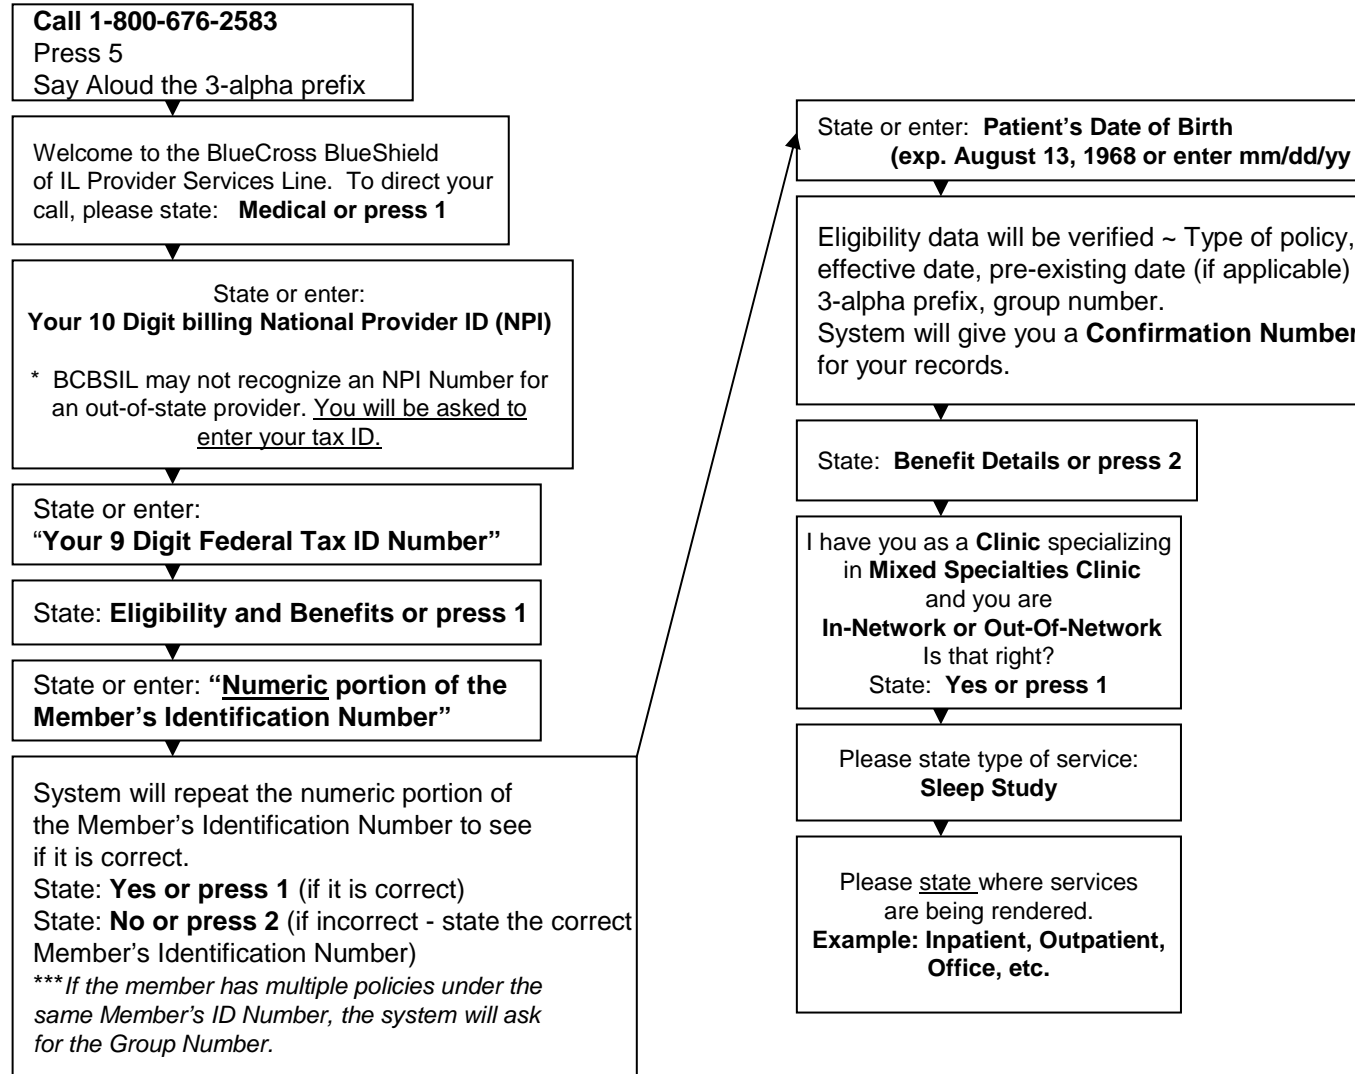 Call 1-800-676-2583
Press 5
Say Aloud the 3-alpha prefix
Welcome to the BlueCross BlueShield
of IL Provider Services Line.  To direct your
call, please state:   Medical or press 1
State or enter:
Your 10 Digit billing National Provider ID (NPI)
*  BCBSIL may not recognize an NPI Number for
an out-of-state provider. You will be asked to
enter your tax ID.
State or enter:
“Your 9 Digit Federal Tax ID Number”
State: Eligibility and Benefits or press 1
State or enter: “Numeric portion of the
Member’s Identification Number”
System will repeat the numeric portion of
the Member’s Identification Number to see
if it is correct.
State: Yes or press 1 (if it is correct)
State: No or press 2 (if incorrect - state the correct
Member’s Identification Number)
***If the member has multiple policies under the
same Member’s ID Number, the system will ask
for the Group Number.
State or enter:  Patient’s Date of Birth
(exp. August 13, 1968 or enter mm/dd/yy
Eligibility data will be verified ~ Type of policy,
effective date, pre-existing date (if applicable)
3-alpha prefix, group number.
System will give you a Confirmation Number
for your records.
State:  Benefit Details or press 2
I have you as a Clinic specializing
in Mixed Specialties Clinic
and you are
In-Network or Out-Of-Network
Is that right?
State:  Yes or press 1
Please state type of service:
Sleep Study
Please state where services
are being rendered.
Example: Inpatient, Outpatient,
Office, etc.